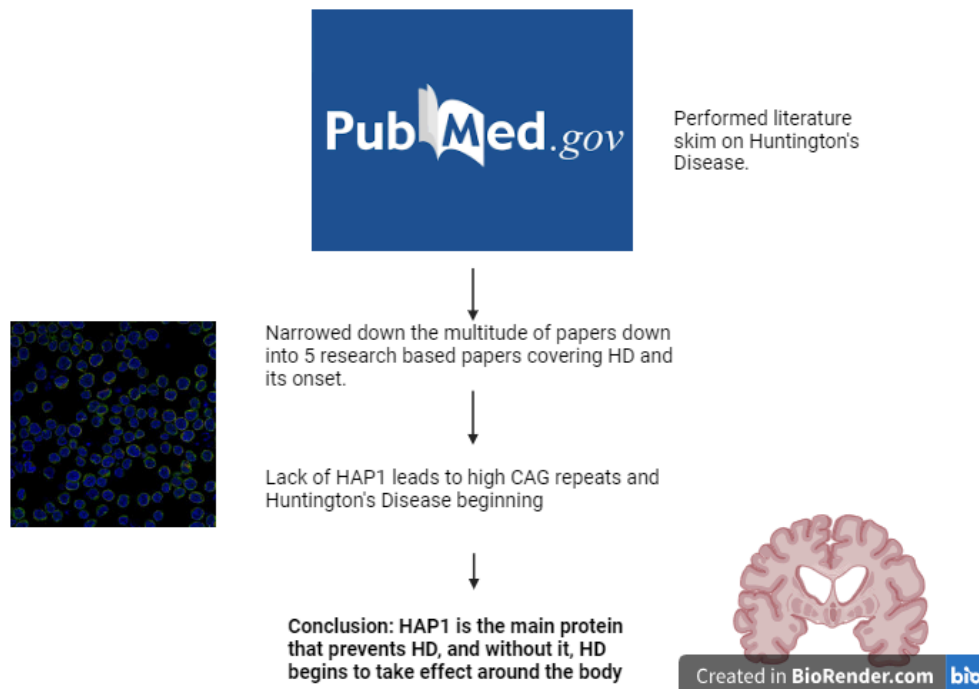 PubMed.gov
Performed literature
skim on Huntington's
Disease.
Narrowed down the multitude of papers down
into 5 research based papers covering HD and
its onset.
Lack of HAP1 leads to high CAG repeats and
Huntington's Disease beginning
Conclusion: HAP1 is the main protein
that prevents HD, and without it, HD
begins to take effect around the body
Created in BioRender.com bio